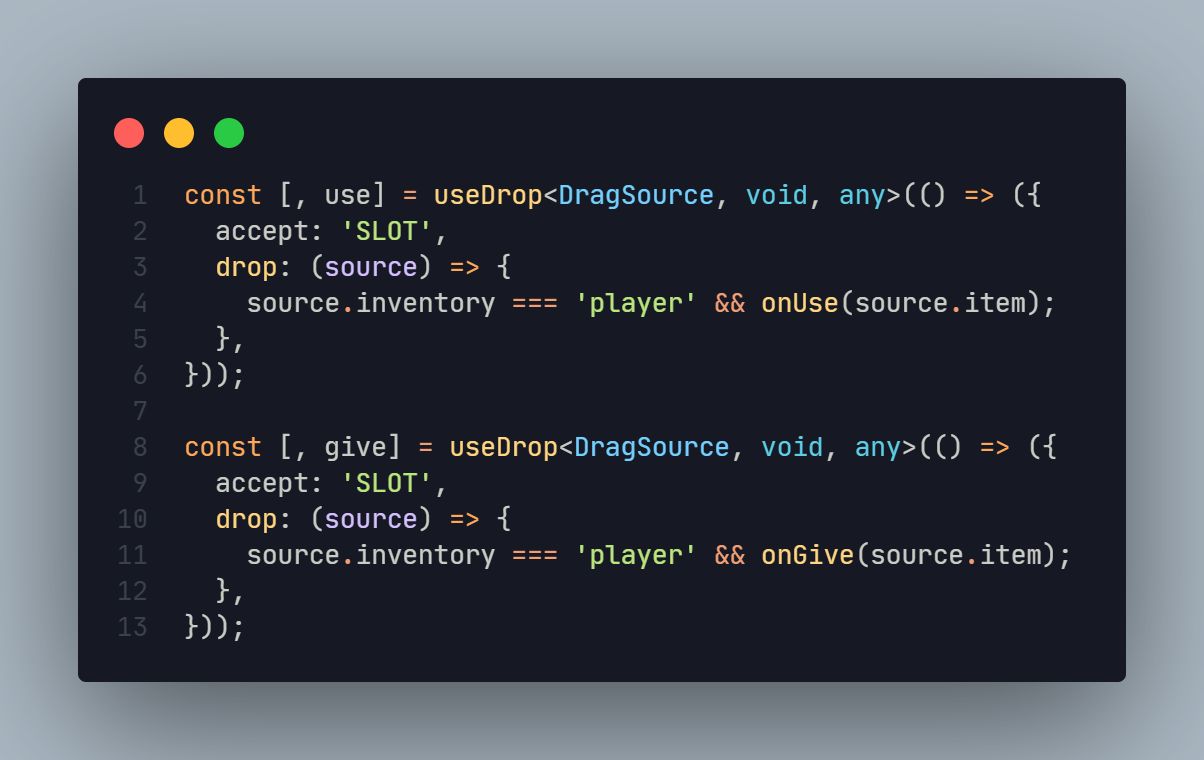 1 const [, use] = useDrop<DragSource, void, any>(() => ({
2   accept: 'SLOT',
3   drop: (source) => {
4     source.inventory === 'player' && onUse(source.item);
5   },
6 }));
7
8 const [, give] = useDrop<DragSource, void, any>(() => ({
9   accept: 'SLOT',
10   drop: (source) => {
11     source.inventory === 'player' && onGive(source.item);
12   },
13 }));